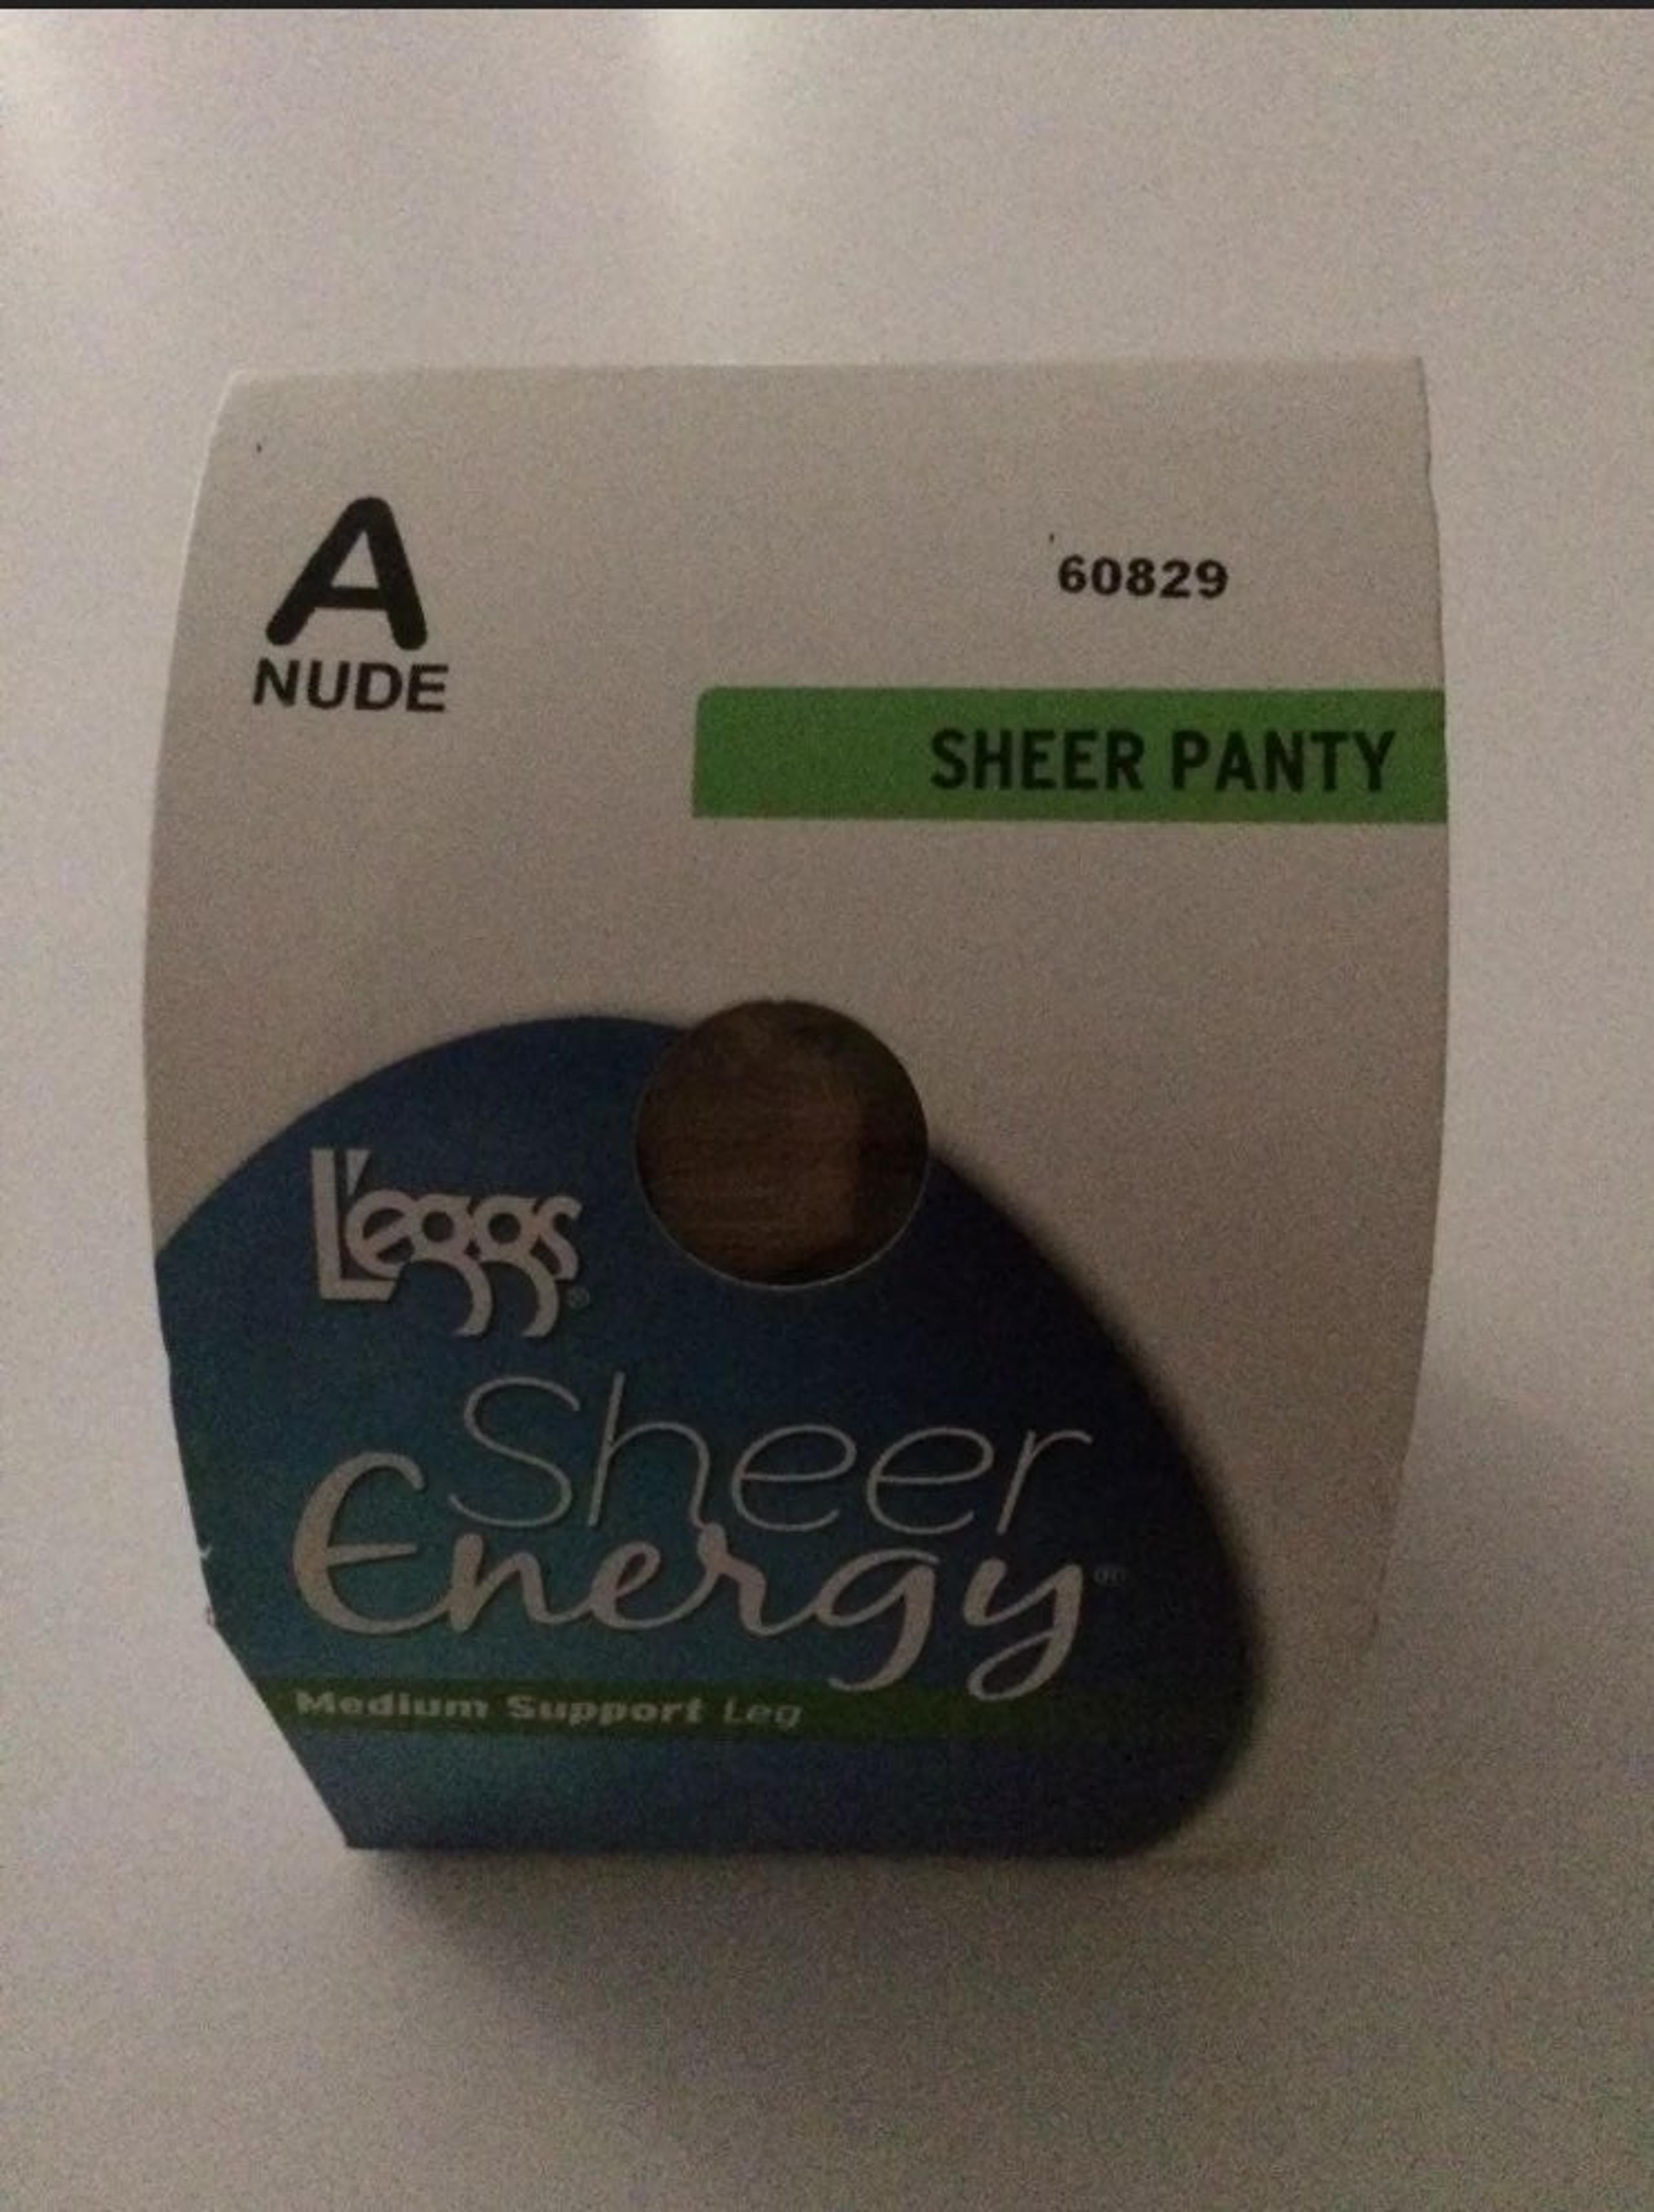 A
NUDE
60829
SHEER PANTY
L'eggs®
Sheer
Energy
Medium Support Leg